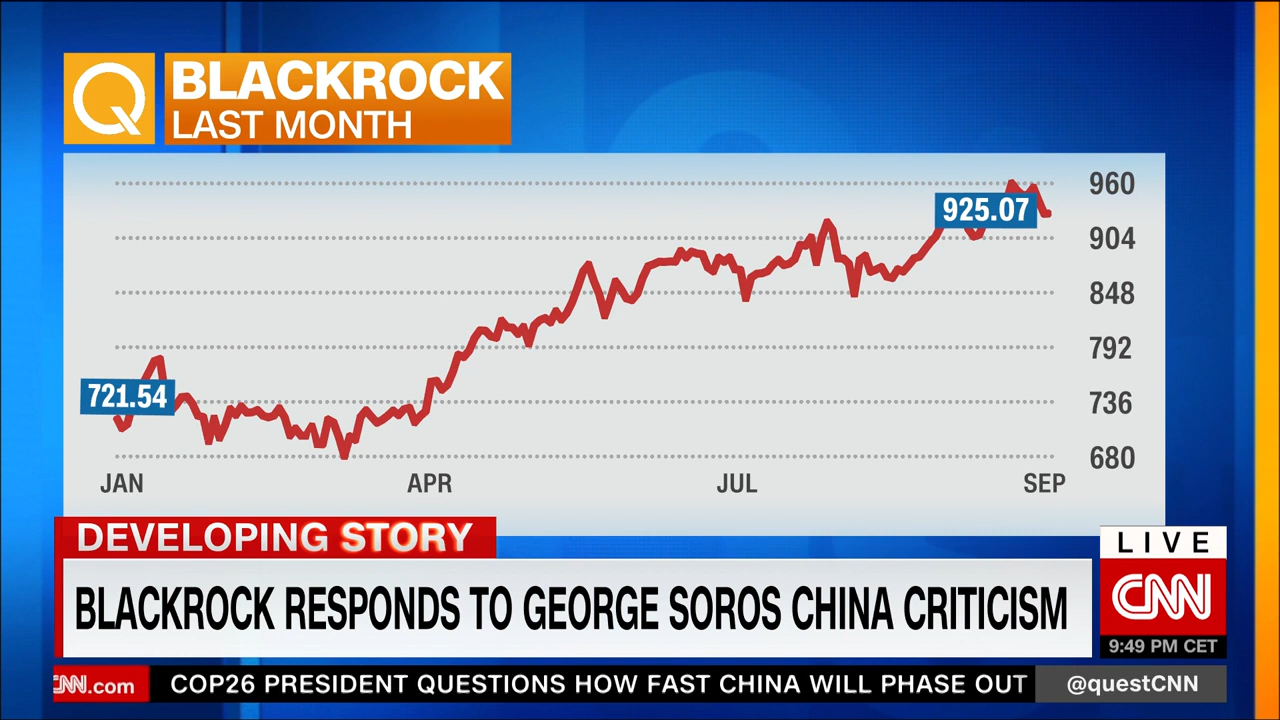 BLACKROCK
LAST MONTH
960
925.07
904
848
792
721.54
736
680
JAN APR JUL SEP
DEVELOPING STORY
LIVE
BLACKROCK RESPONDS TO GEORGE SOROS CHINA CRITICISM
CNN
9:49 PM CET
CNN.com COP26 PRESIDENT QUESTIONS HOW FAST CHINA WILL PHASE OUT @questCNN